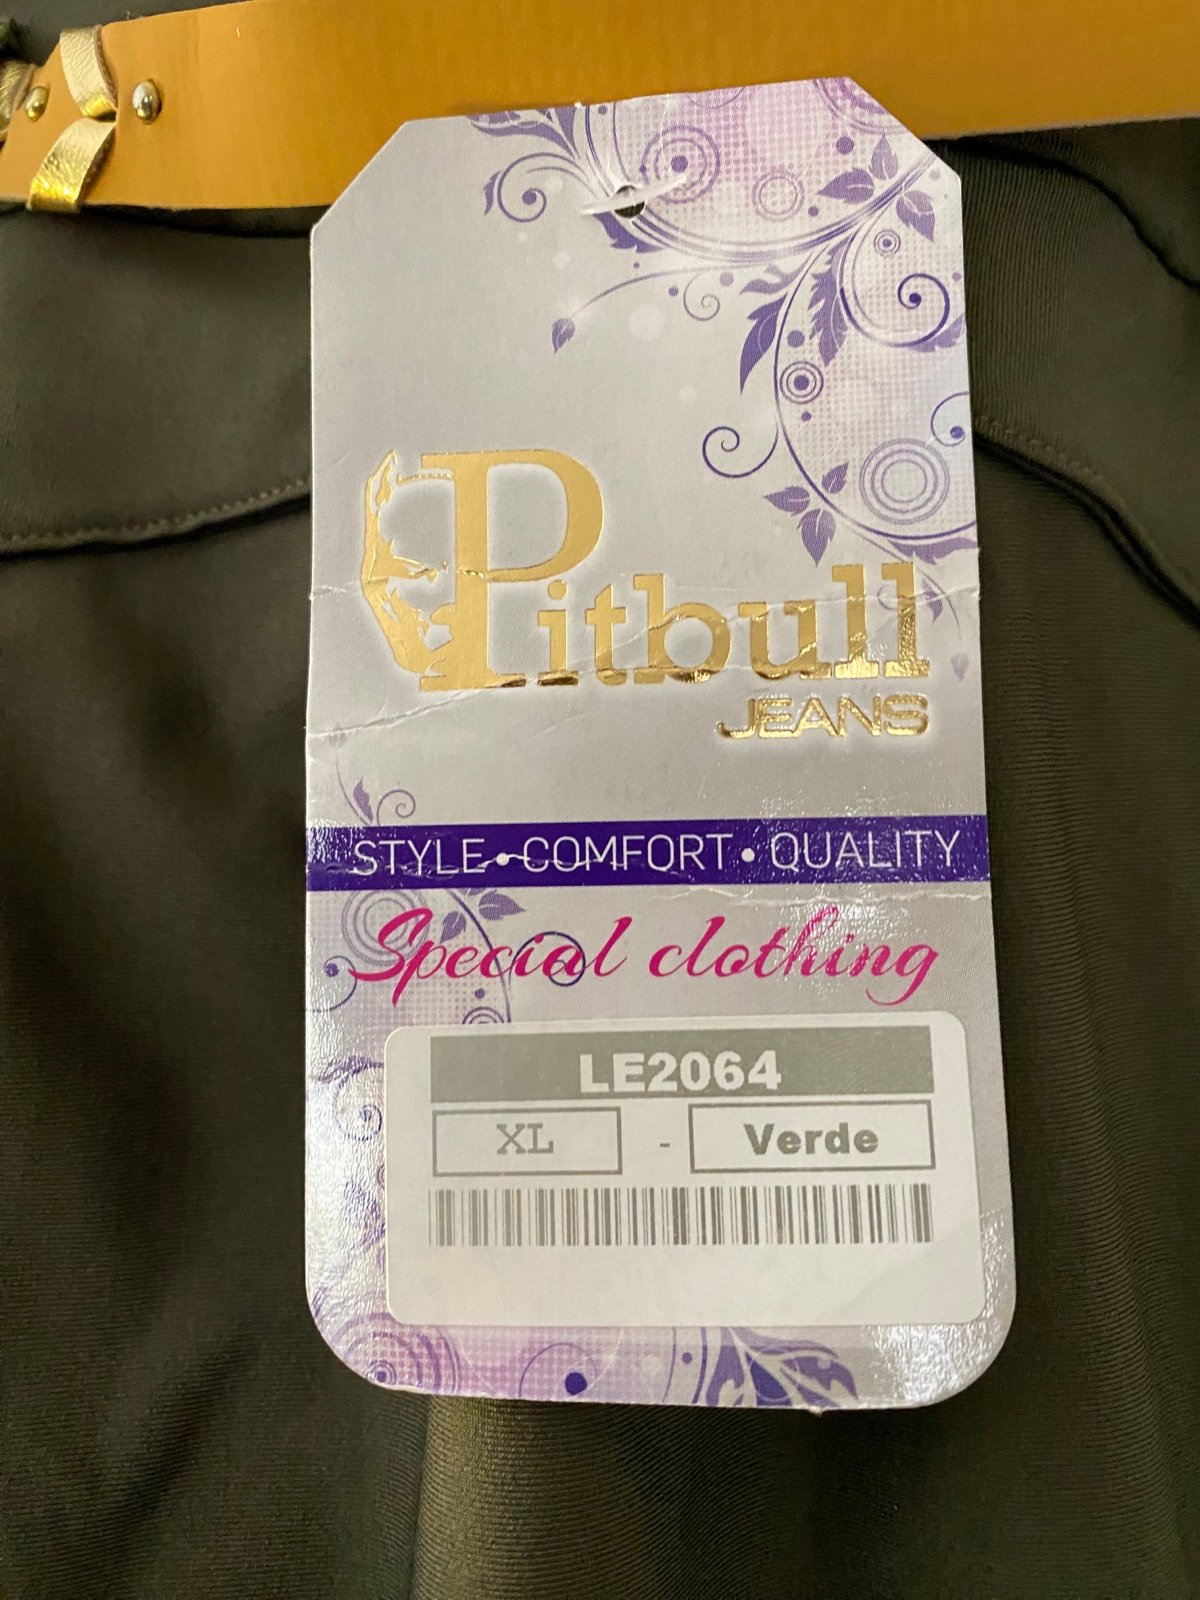 Pitbull
JEANS
STYLE • COMFORT • QUALITY
Special clothing
LE2064
XL - Verde